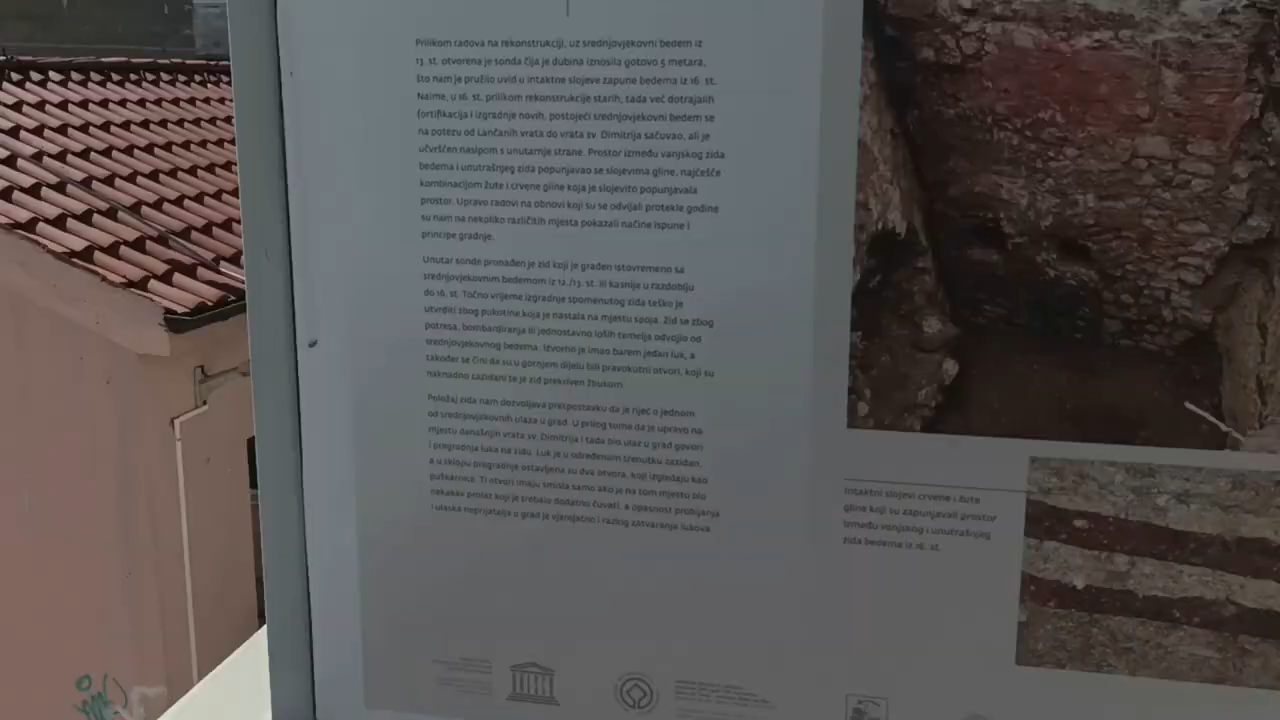 Prilikom radova na rekonstrukciji, uz srednjovjekovni bedem iz
13. st. otvorena je sonda čija je dubina iznosila gotovo 5 metara,
što nam je pružilo uvid u intaktne slojeve zapune bedema iz 16. st.
Naime, u 16. st. prilikom rekonstrukcije starih, tada već dotrajalih
fortifikacija i izgradnje novih, postojeći srednjovjekovni bedem se
na potezu od Lančanih vrata do vrata sv. Dimitrija sačuvao, ali je
učvršćen nasipom s unutarnje strane. Prostor između vanjskog zida
bedema i unutrašnjeg zida popunjavao se slojevima gline, najčešće
kombinacijom žute i crvene gline koja je slojevito popunjavala
prostor. Upravo radovi na obnovi koji su se odvijali protekle godine
su nam na nekoliko različitih mjesta pokazali načine ispune i
principe gradnje.
Unutar sonde pronađen je zid koji je građen istovremeno sa
srednjovjekovnim bedemom iz 12./13. st. ili kasnije u razdoblju
do 16. st. Točno vrijeme izgradnje spomenutog zida teško je
utvrditi zbog pukotine koja je nastala na mjestu spoja. Zid se zbog
potresa, bombardiranja ili jednostavno loših temelja odvojio od
srednjovjekovnog bedema. Izvorno je imao barem jedan luk, a
također se čini da su u gornjem dijelu bili pravokutni otvori, koji su
naknadno zazidani te je zid prekriven žbukom.
Položaj zida nam dozvoljava pretpostavku da je riječ o jednom
od srednjovjekovnih ulaza u grad. U prilog tome da je upravo na
mjestu današnjih vrata sv. Dimitrija i tada bio ulaz u grad govori
i pregradnja luka na zidu. Luk je u određenom trenutku zazidan,
a u sklopu pregradnje ostavljena su dva otvora, koji izgledaju kao
puškarnice. Ti otvori imaju smisla samo ako je na tom mjestu bio
nekakav prolaz koji je trebalo dodatno čuvati, a opasnost probijanja
i ulaska neprijatelja u grad je vjerojatno i razlog zatvaranje lukova.
Intaktni slojevi crvene i žute
gline koji su zapunjavali prostor
između vanjskog i unutrašnjeg
zida bedema iz 16. st.